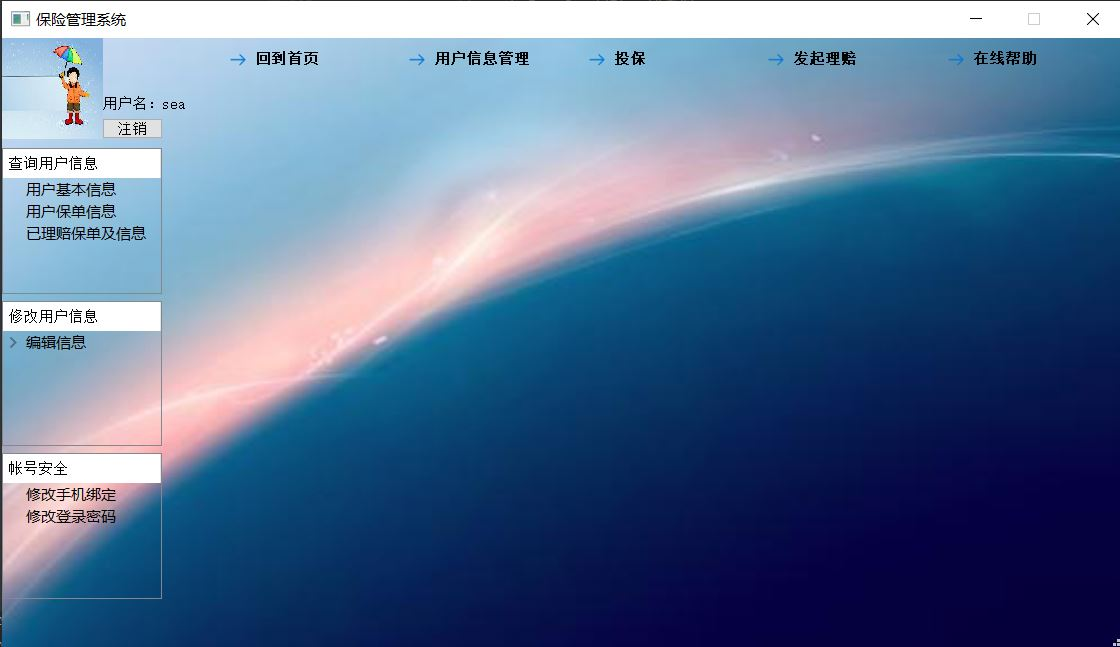 保险管理系统
回到首页
用户信息管理
投保
发起理赔
在线帮助
用户名：sea
注销
查询用户信息
用户基本信息
用户保单信息
已理赔保单及信息
修改用户信息
编辑信息
帐号安全
修改手机绑定
修改登录密码